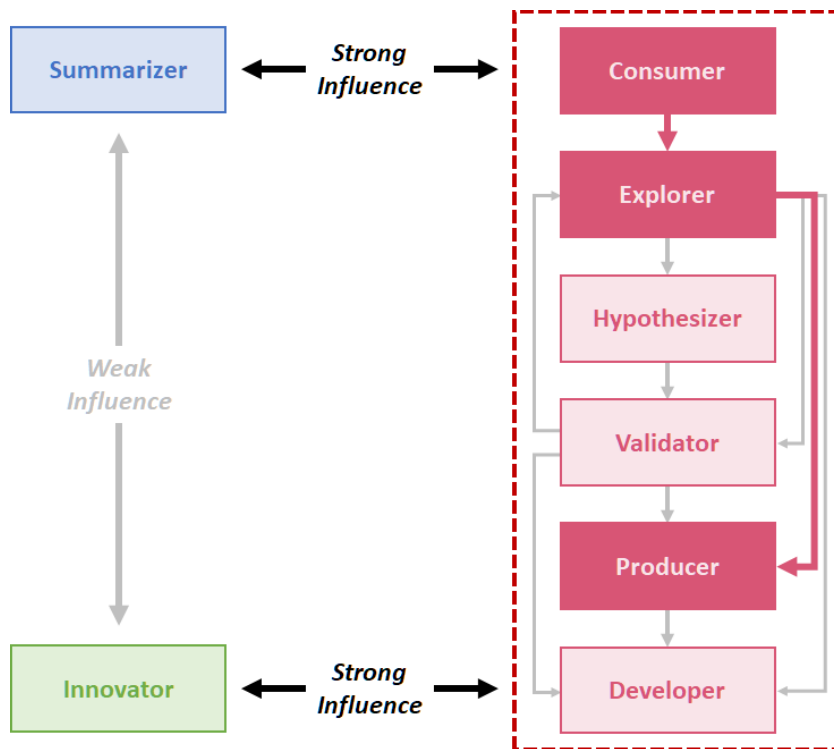 Summarizer
Strong
Influence
Consumer
Explorer
Hypothesizer
Weak
Influence
Validator
Producer
Innovator
Strong
Influence
Developer